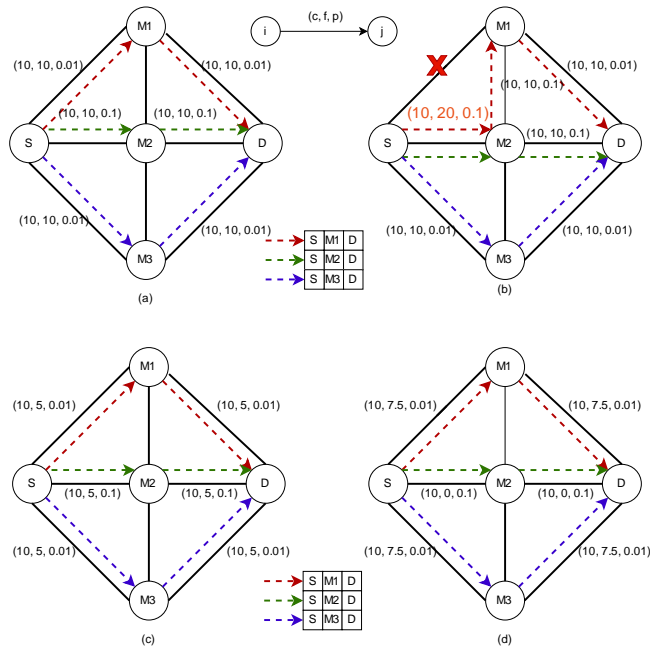 M1
(c, f, p)
i
j
M1
(10, 10, 0.01)
(10, 10, 0.01)
X
(10, 10, 0.01)
(10, 10, 0.1)
(10, 10, 0.1)
(10, 10, 0.1)
(10, 20, 0.1)
(10, 10, 0.1)
S
M2
D
S
M2
D
(10, 10, 0.01)
(10, 10, 0.01)
(10, 10, 0.01)
(10, 10, 0.01)
M3
M3
S M1 D
S M2 D
S M3 D
(a)
(b)
M1
M1
(10, 5, 0.01)
(10, 5, 0.01)
(10, 7.5, 0.01)
(10, 7.5, 0.01)
S
M2
D
S
M2
D
(10, 5, 0.1)
(10, 5, 0.1)
(10, 0, 0.1)
(10, 0, 0.1)
(10, 5, 0.01)
(10, 5, 0.01)
(10, 7.5, 0.01)
(10, 7.5, 0.01)
M3
M3
S M1 D
S M2 D
S M3 D
(c)
(d)